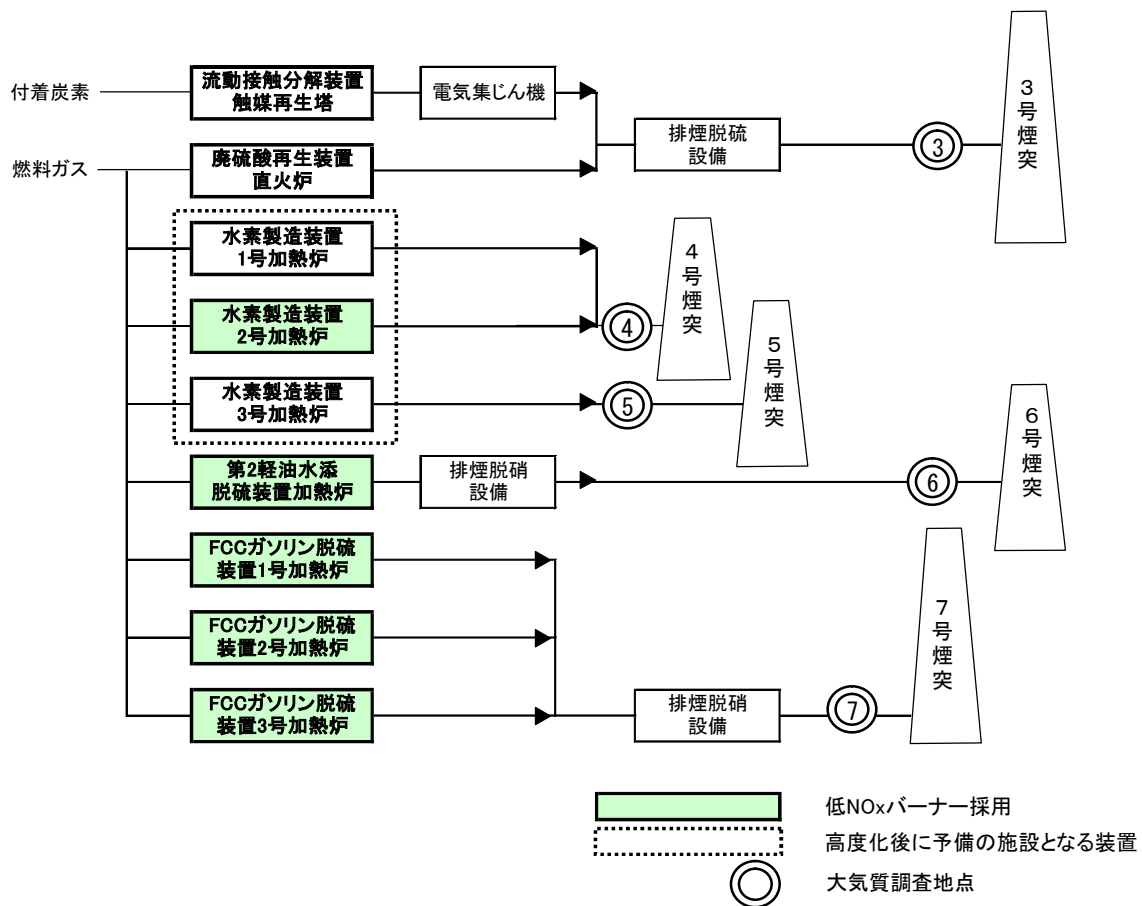 付着炭素
流動接触分解装置
触媒再生塔
電気集じん機
排煙脱硫
設備
③
3号煙突
燃料ガス
廃硫酸再生装置
直火炉
水素製造装置
1号加熱炉
水素製造装置
2号加熱炉
④
4号煙突
水素製造装置
3号加熱炉
⑤
5号煙突
第2軽油水添
脱硫装置加熱炉
排煙脱硝
設備
⑥
6号煙突
FCCガソリン脱硫
装置1号加熱炉
FCCガソリン脱硫
装置2号加熱炉
FCCガソリン脱硫
装置3号加熱炉
排煙脱硝
設備
⑦
7号煙突
低NOxバーナー採用
高度化後に予備の施設となる装置
大気質調査地点